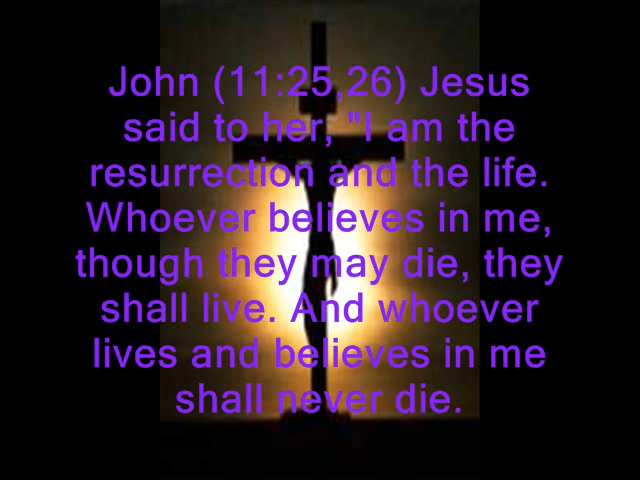 John (11:25,26) Jesus
said to her, "I am the
resurrection and the life.
Whoever believes in me,
though they may die, they
shall live. And whoever
lives and believes in me
shall never die.